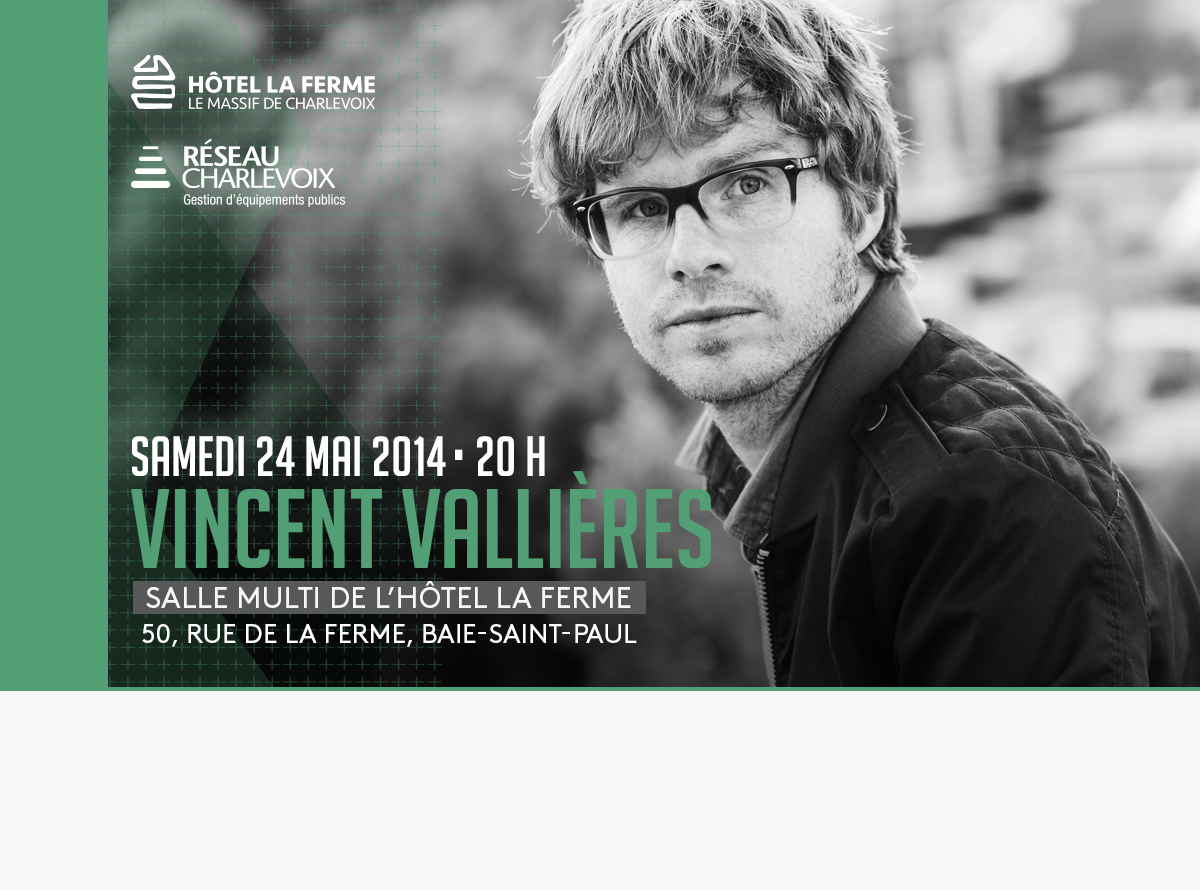 HÔTEL LA FERME
LE MASSIF DE CHARLEVOIX
RÉSEAU
CHARLEVOIX
Gestion d'équipements publics
SAMEDI 24 MAI 2014 · 20 H
VINCENT VALLIÈRES
SALLE MULTI DE L'HÔTEL LA FERME
50, RUE DE LA FERME, BAIE-SAINT-PAUL